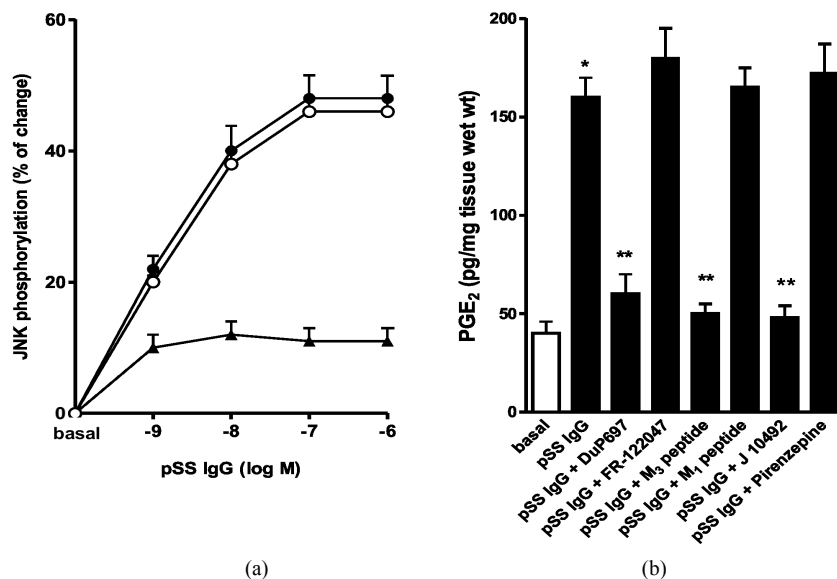 60
40
20
0
JNK phosphorylation (% of change)
basal
-9
-8
-7
-6
pSS IgG (log M)
(a)
200
150
100
50
0
PGE2 (pg/mg tissue wet wt)
*
**
**
**
basal
pSS IgG
pSS IgG + DuP697
pSS IgG + FR-122047
pSS IgG + M3 peptide
pSS IgG + M1 peptide
pSS IgG + J 10492
pSS IgG + Pirenzepine
(b)